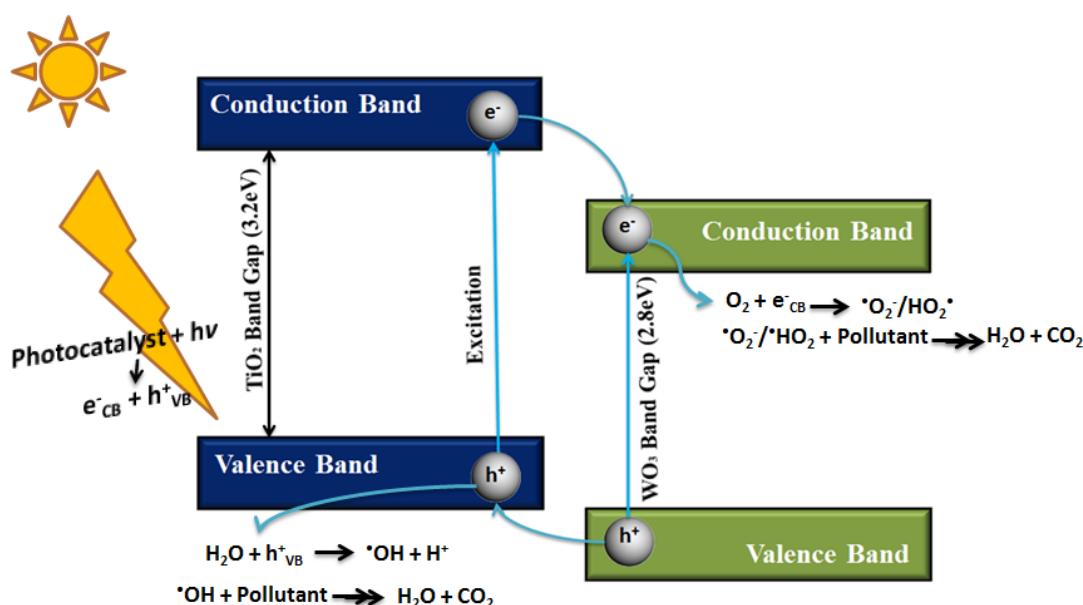 Conduction Band
e⁻
TiO₂ Band Gap (3.2eV)
Excitation
Conduction Band
e⁻
WO₃ Band Gap (2.8eV)
O₂ + e⁻CB → •O₂⁻/HO₂•
•O₂⁻/•HO₂ + Pollutant ↠ H₂O + CO₂
Photocatalyst + hν
↓
e⁻CB + h⁺VB
Valence Band
h⁺
h⁺
Valence Band
H₂O + h⁺VB → •OH + H⁺
•OH + Pollutant ↠ H₂O + CO₂